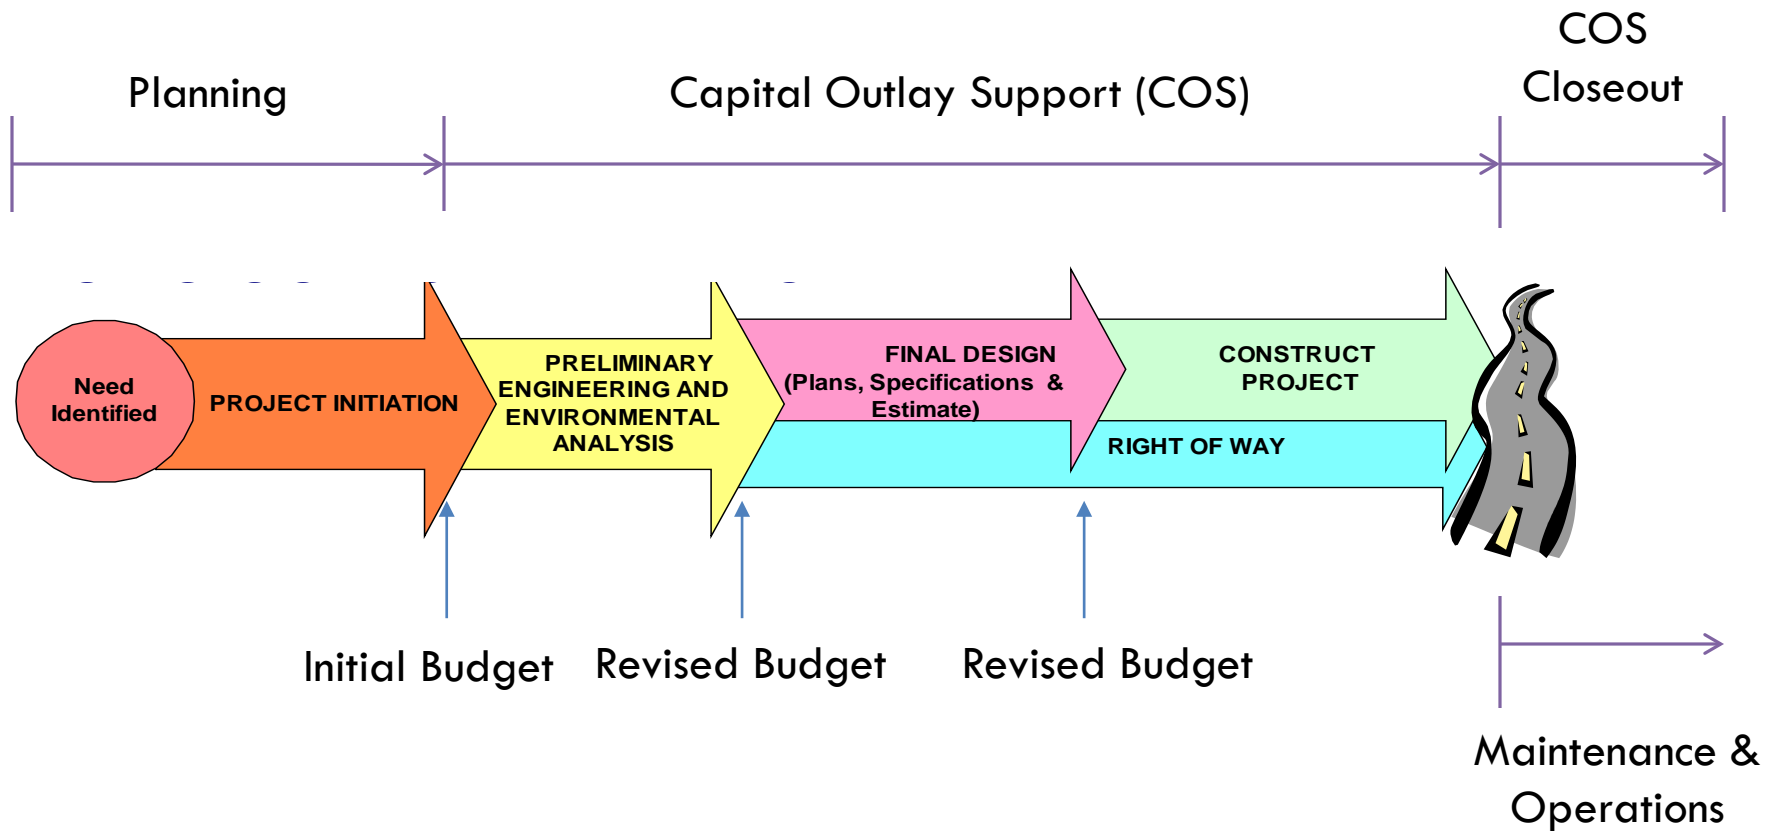 Planning
Capital Outlay Support (COS)
COS
Closeout
Need
Identified
PROJECT INITIATION
PRELIMINARY
ENGINEERING AND
ENVIRONMENTAL
ANALYSIS
FINAL DESIGN
(Plans, Specifications &
Estimate)
CONSTRUCT
PROJECT
RIGHT OF WAY
Initial Budget
Revised Budget
Revised Budget
Maintenance &
Operations